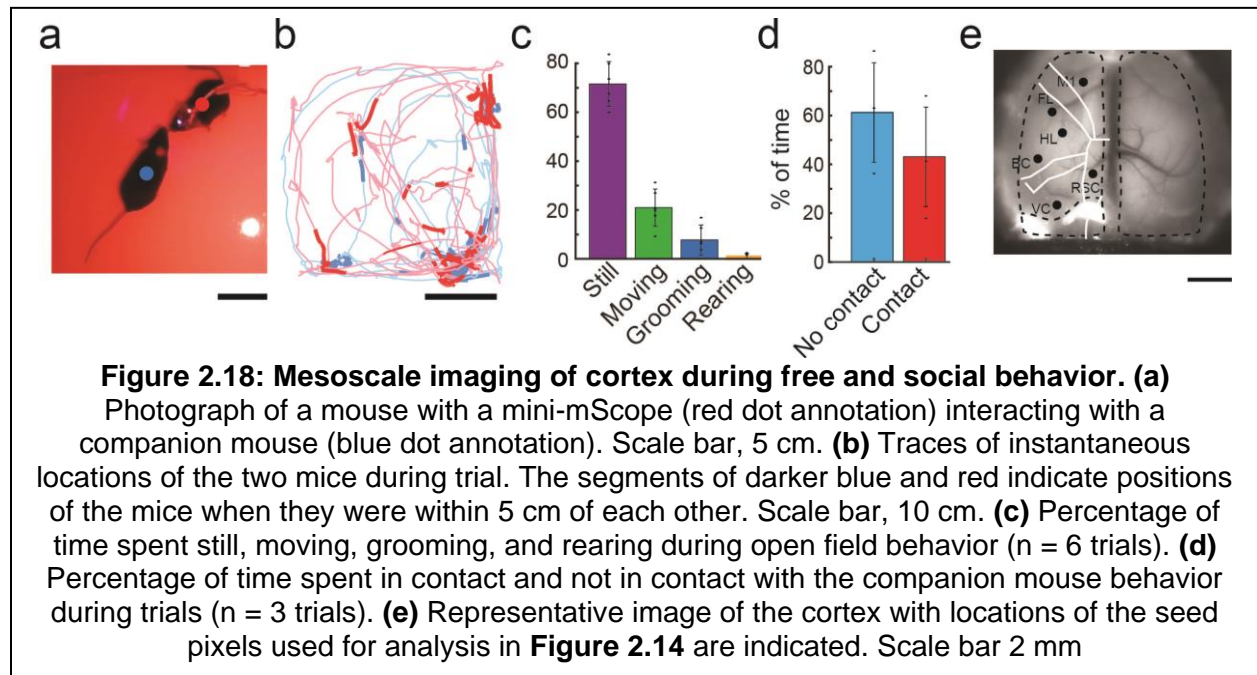 a
b
c
d
e
80
60
40
20
0
Still
Moving
Grooming
Rearing
% of time
80
60
40
20
0
No contact
Contact
M1
FL
HL
BC
RSC
VC
Figure 2.18: Mesoscale imaging of cortex during free and social behavior. (a)
Photograph of a mouse with a mini-mScope (red dot annotation) interacting with a
companion mouse (blue dot annotation). Scale bar, 5 cm. (b) Traces of instantaneous
locations of the two mice during trial. The segments of darker blue and red indicate positions
of the mice when they were within 5 cm of each other. Scale bar, 10 cm. (c) Percentage of
time spent still, moving, grooming, and rearing during open field behavior (n = 6 trials). (d)
Percentage of time spent in contact and not in contact with the companion mouse behavior
during trials (n = 3 trials). (e) Representative image of the cortex with locations of the seed
pixels used for analysis in Figure 2.14 are indicated. Scale bar 2 mm